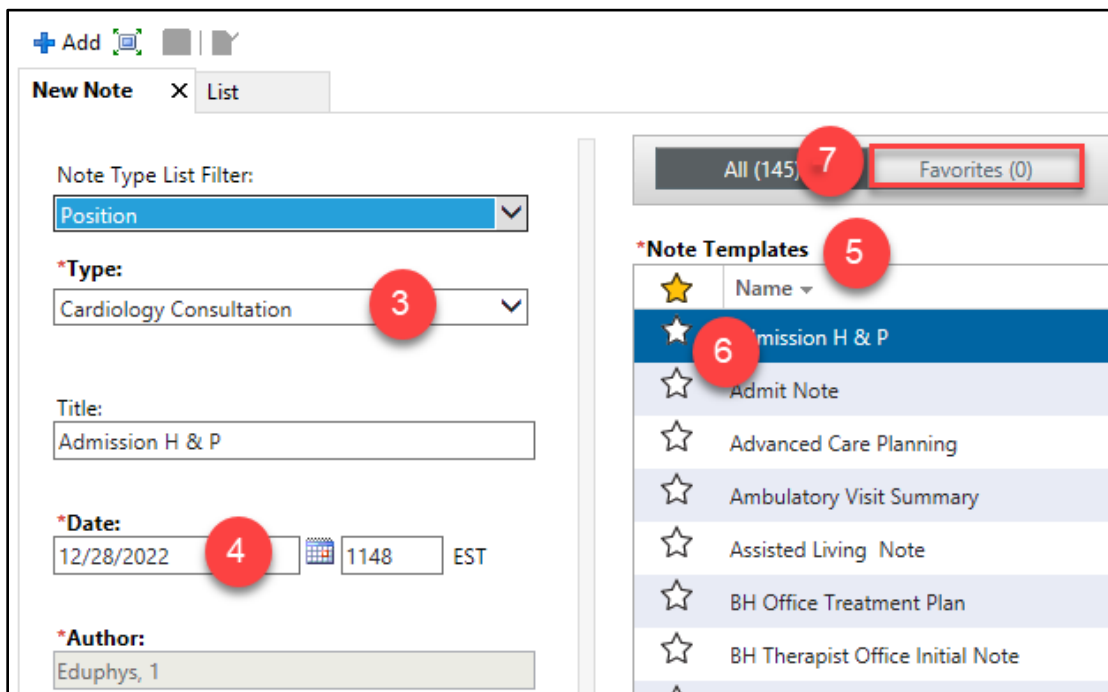 Add
New Note X List
Note Type List Filter:
Position
*Type:
Cardiology Consultation 3
Title:
Admission H & P
*Date:
12/28/2022 4 1148 EST
*Author:
Eduphys, 1
All (145) 7 Favorites (0)
*Note Templates 5
Name
6 mission H & P
Admit Note
Advanced Care Planning
Ambulatory Visit Summary
Assisted Living Note
BH Office Treatment Plan
BH Therapist Office Initial Note